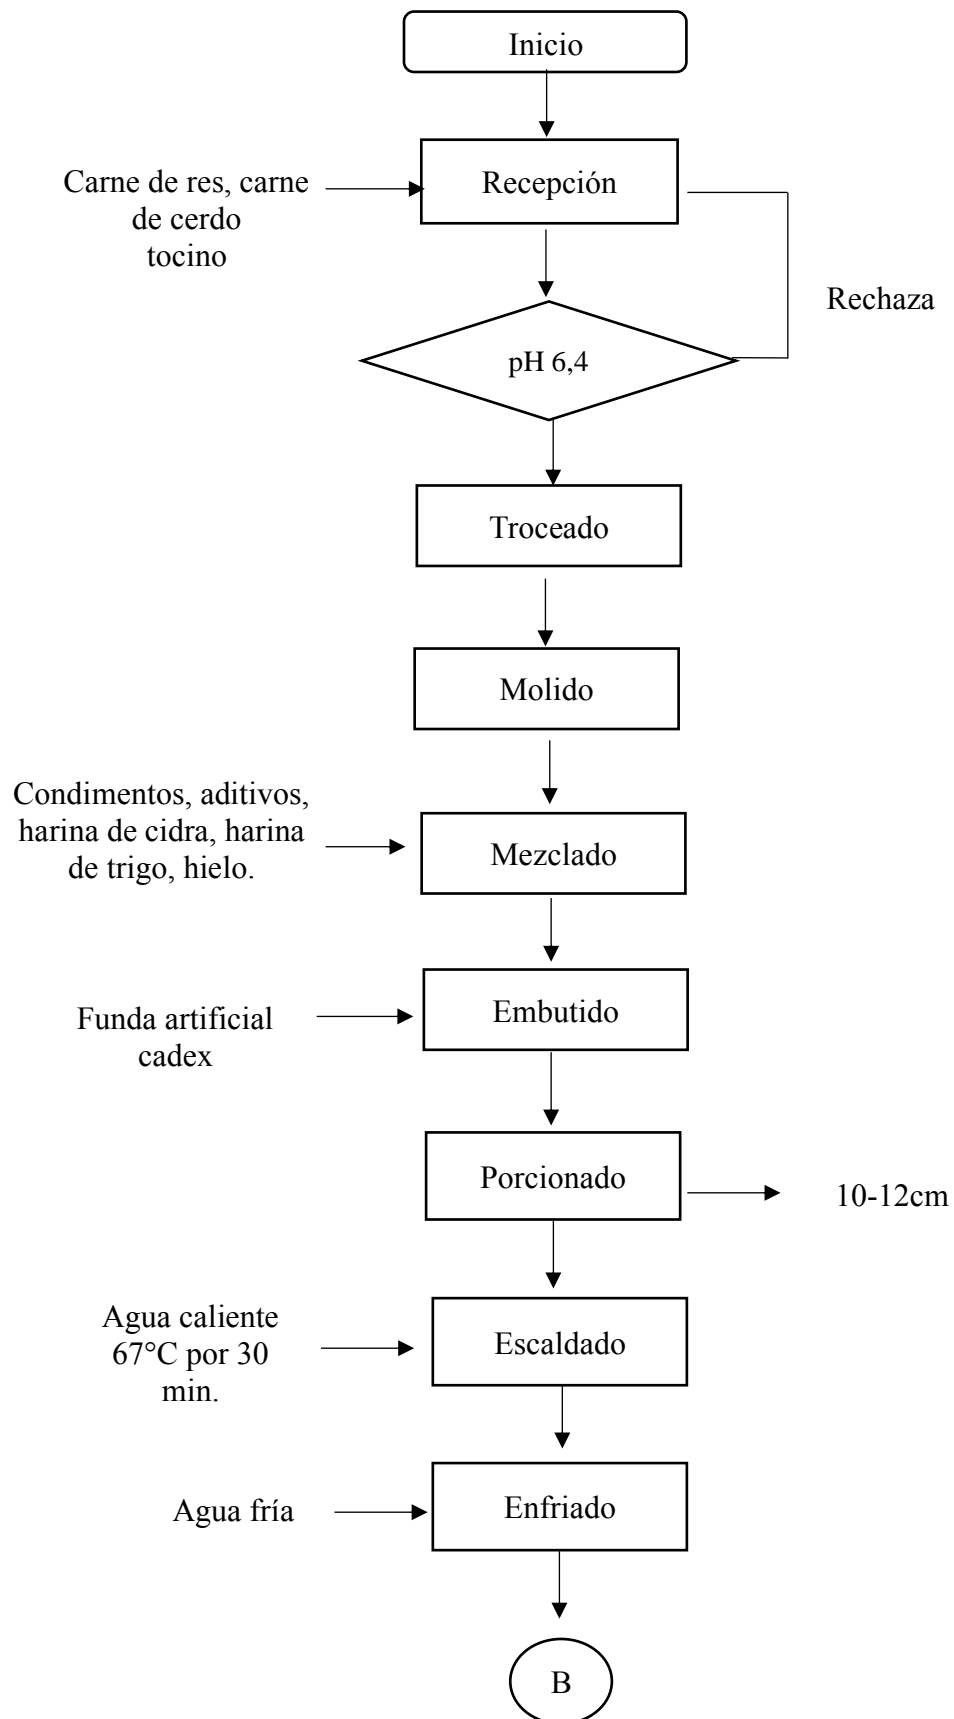 Inicio
Carne de res, carne
de cerdo
tocino
Recepción
Rechaza
pH 6,4
Troceado
Molido
Condimentos, aditivos,
harina de cidra, harina
de trigo, hielo.
Mezclado
Funda artificial
cadex
Embutido
Porcionado
10-12cm
Agua caliente
67°C por 30
min.
Escaldado
Agua fría
Enfriado
B